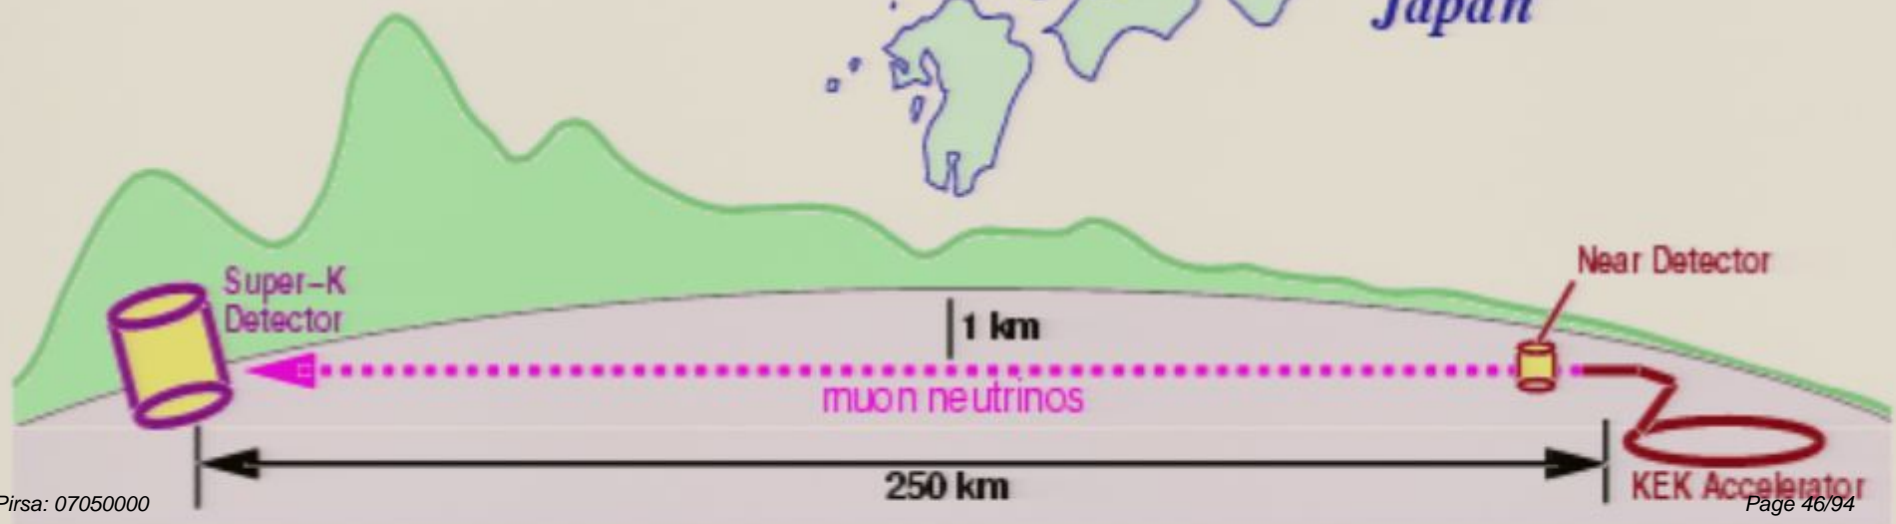 Japan
Near Detector
Super-K
Detector
1 km
muon neutrinos
250 km
KEK Accelerator
Pirsa: 07050000
Page 46/94